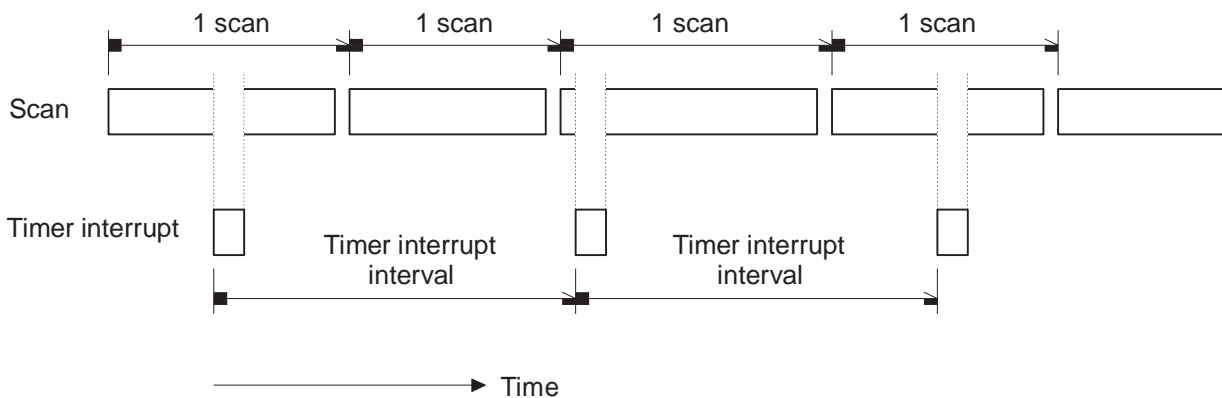 1 scan
1 scan
1 scan
1 scan
Scan
Timer interrupt
Timer interrupt
interval
Timer interrupt
interval
Time